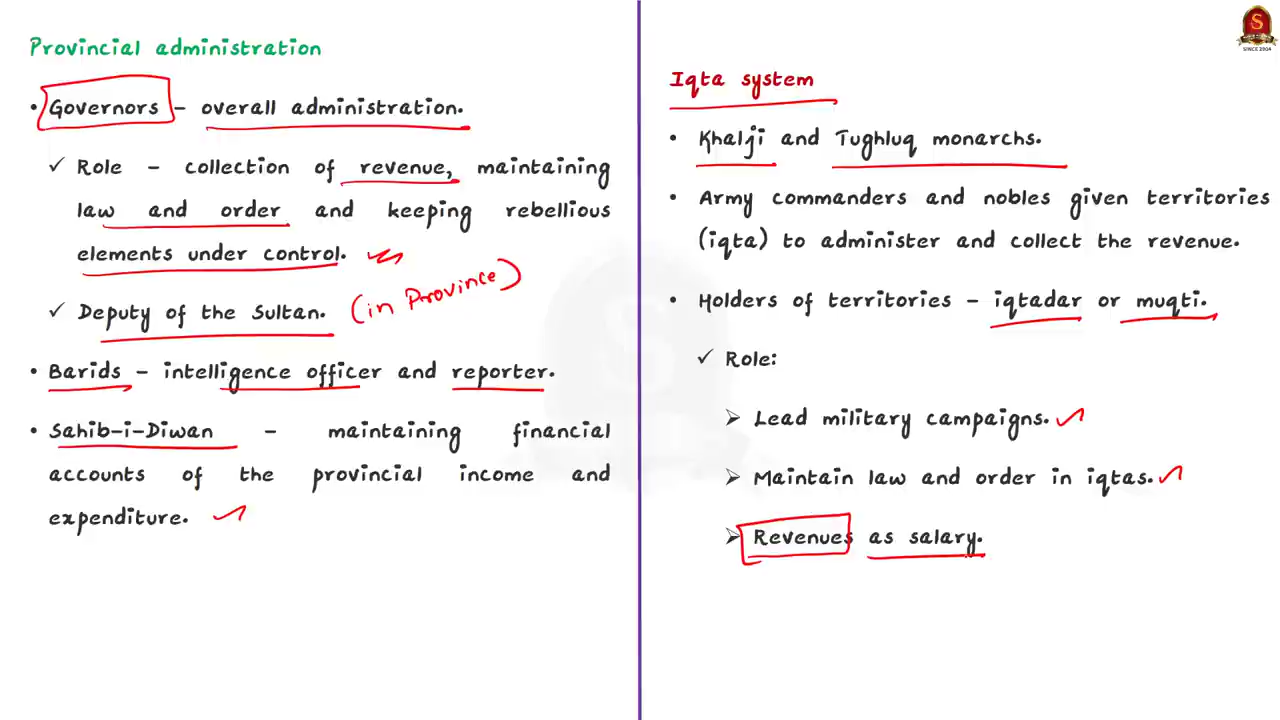 Provincial administration
• Governors – overall administration.
✓ Role – collection of revenue, maintaining
law and order and keeping rebellious
elements under control.
✓ Deputy of the Sultan. (in Province)
• Barids – intelligence officer and reporter.
• Sahib-i-Diwan – maintaining financial
accounts of the provincial income and
expenditure.
S
SINCE 2004
Iqta system
• Khalji and Tughluq monarchs.
• Army commanders and nobles given territories
(iqta) to administer and collect the revenue.
• Holders of territories – iqtadar or muqti.
✓ Role:
➢ Lead military campaigns.
➢ Maintain law and order in iqtas.
➢ Revenues as salary.